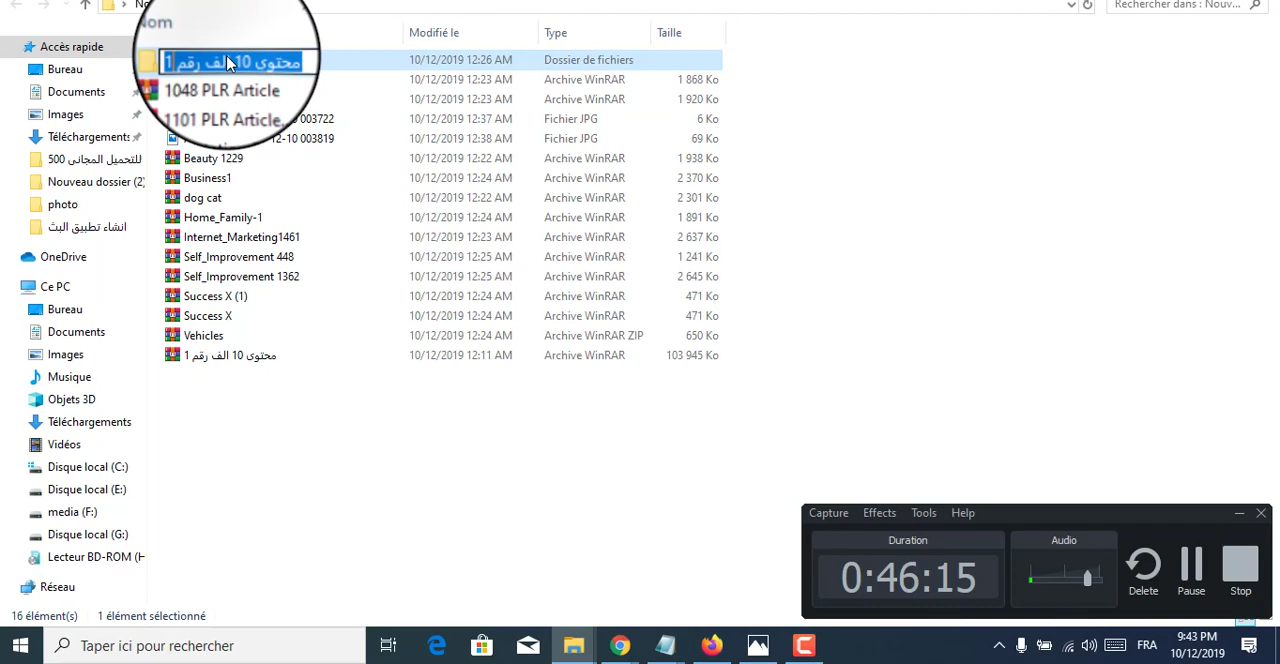 No
Rechercher dans : Nouv...
Nom
Modifié le
Type
Taille
محتوى 10 الف رقم 1
10/12/2019 12:26 AM
Dossier de fichiers
1048 PLR Article
10/12/2019 12:23 AM
Archive WinRAR
1 868 Ko
1101 PLR Article
10/12/2019 12:23 AM
Archive WinRAR
1 920 Ko
003722
10/12/2019 12:37 AM
Fichier JPG
6 Ko
12-10 003819
10/12/2019 12:38 AM
Fichier JPG
69 Ko
Beauty 1229
10/12/2019 12:22 AM
Archive WinRAR
1 938 Ko
Business1
10/12/2019 12:24 AM
Archive WinRAR
2 370 Ko
dog cat
10/12/2019 12:22 AM
Archive WinRAR
2 301 Ko
Home_Family-1
10/12/2019 12:24 AM
Archive WinRAR
1 891 Ko
Internet_Marketing1461
10/12/2019 12:23 AM
Archive WinRAR
2 637 Ko
Self_Improvement 448
10/12/2019 12:25 AM
Archive WinRAR
1 241 Ko
Self_Improvement 1362
10/12/2019 12:25 AM
Archive WinRAR
2 645 Ko
Success X (1)
10/12/2019 12:24 AM
Archive WinRAR
471 Ko
Success X
10/12/2019 12:24 AM
Archive WinRAR
471 Ko
Vehicles
10/12/2019 12:24 AM
Archive WinRAR ZIP
650 Ko
محتوى 10 الف رقم 1
10/12/2019 12:11 AM
Archive WinRAR
103 945 Ko
Accès rapide
Bureau
Documents
Images
Téléchargements
500 للتحميل المجانى
Nouveau dossier (2)
photo
انشاء تطبيق البث
OneDrive
Ce PC
Bureau
Documents
Images
Musique
Objets 3D
Téléchargements
Vidéos
Disque local (C:)
Disque local (E:)
media (F:)
Disque local (G:)
Lecteur BD-ROM (H
Réseau
16 élément(s)
1 élément sélectionné
Capture
Effects
Tools
Help
Duration
0:46:15
Audio
Delete
Pause
Stop
Taper ici pour rechercher
FRA
9:43 PM
10/12/2019